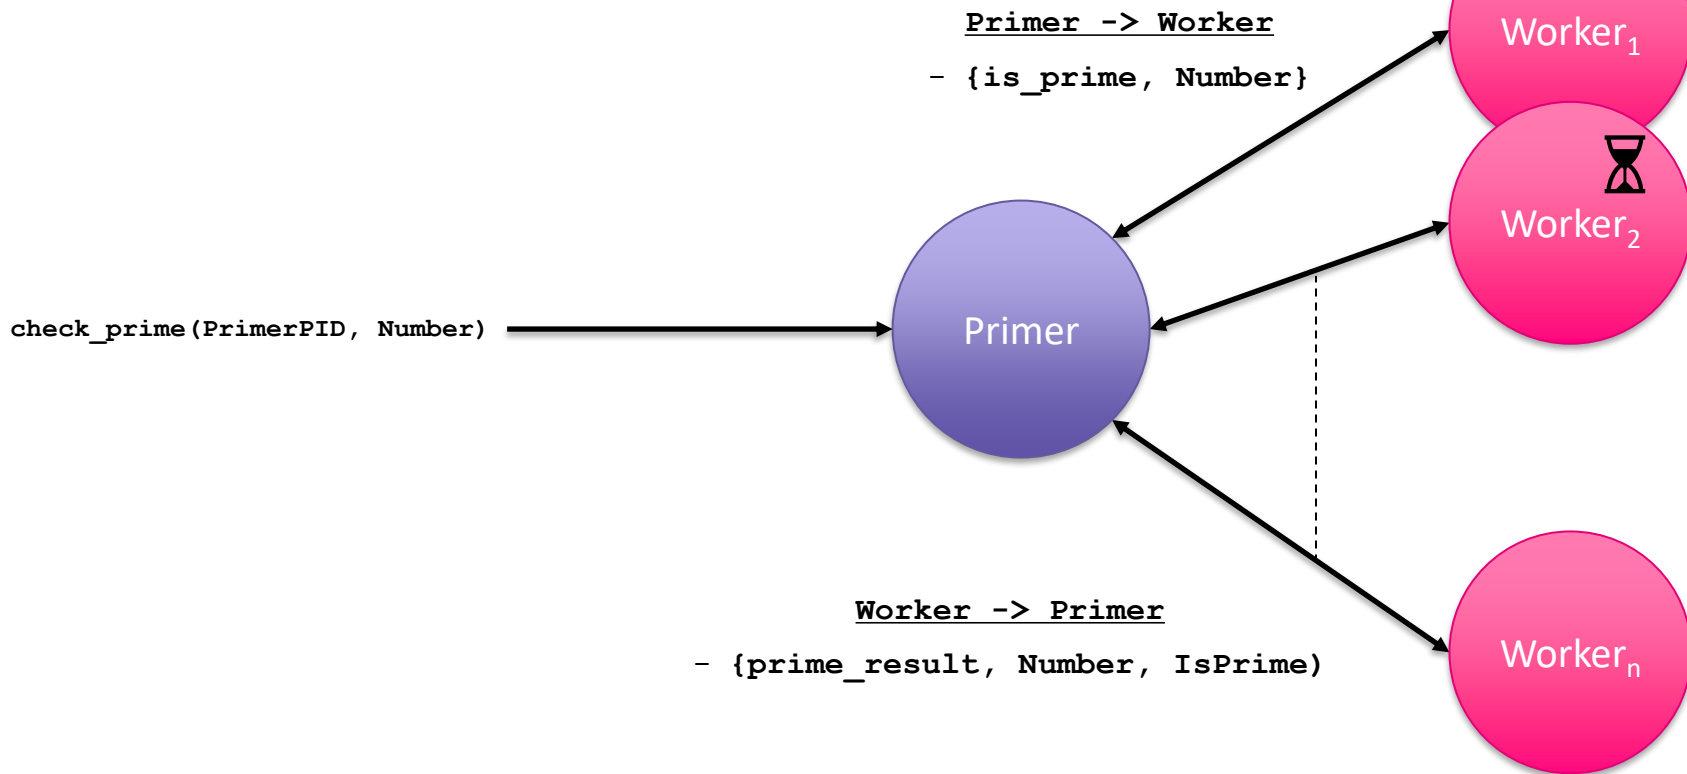 Primer -> Worker
- {is_prime, Number}
Worker1
Worker2
check_prime(PrimerPID, Number)
Primer
Worker -> Primer
- {prime_result, Number, IsPrime)
Workern